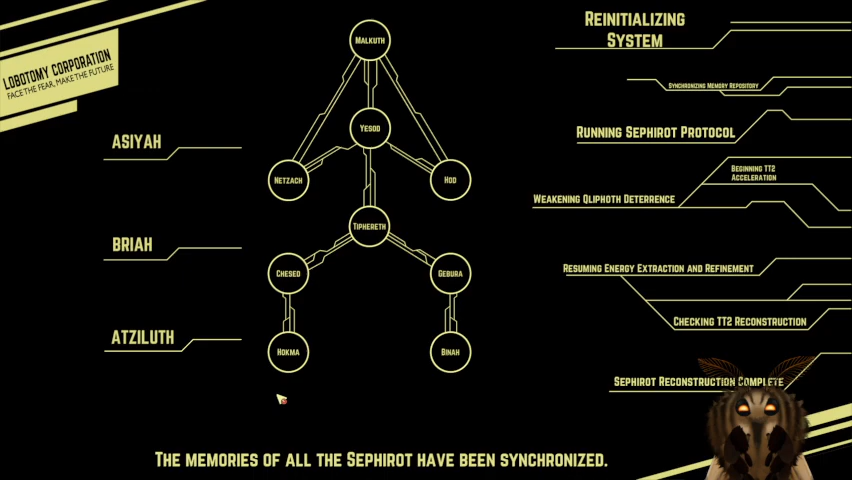 LOBOTOMY CORPORATION
FACE THE FEAR, MAKE THE FUTURE
ASIYAH
BRIAH
ATZILUTH
MALKUTH
YESOD
NETZACH
HOD
TIPHERETH
CHESED
GEBURA
HOKMA
BINAH
REINITIALIZING
SYSTEM
SYNCHRONIZING MEMORY REPOSITORY
RUNNING SEPHIROT PROTOCOL
BEGINNING TT2
ACCELERATION
WEAKENING QLIPHOTH DETERRENCE
RESUMING ENERGY EXTRACTION AND REFINEMENT
CHECKING TT2 RECONSTRUCTION
SEPHIROT RECONSTRUCTION COMPLETE
THE MEMORIES OF ALL THE SEPHIROT HAVE BEEN SYNCHRONIZED.